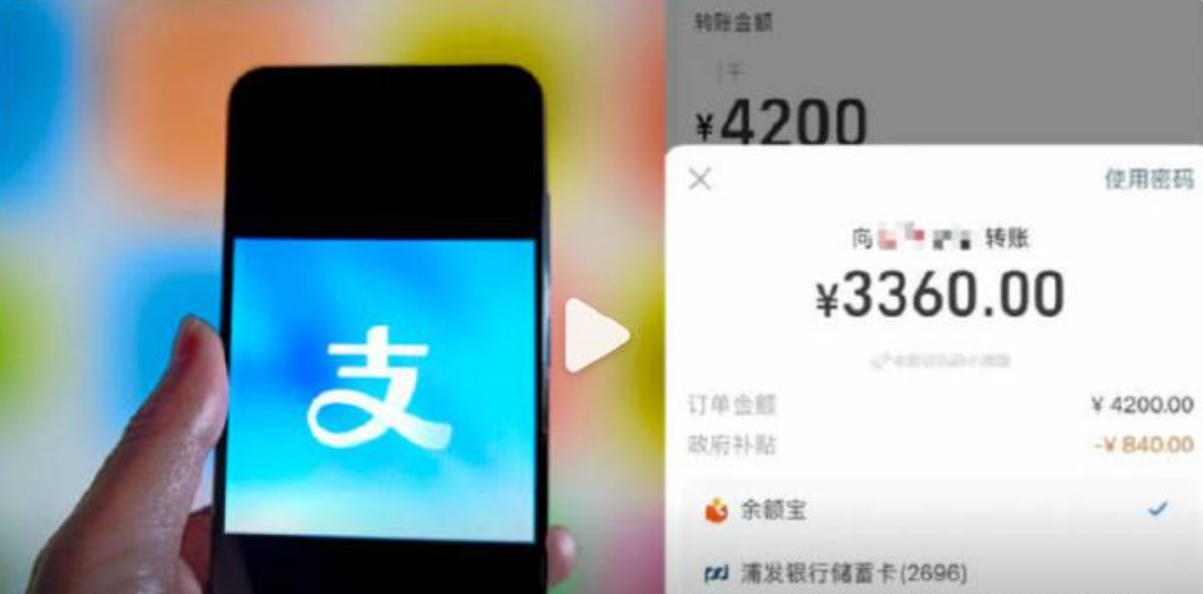 支
转账金额
千
¥4200
使用密码
向 转账
¥3360.00
订单金额 ¥ 4200.00
政府补贴 -¥ 840.00
余额宝
浦发银行储蓄卡(2696)